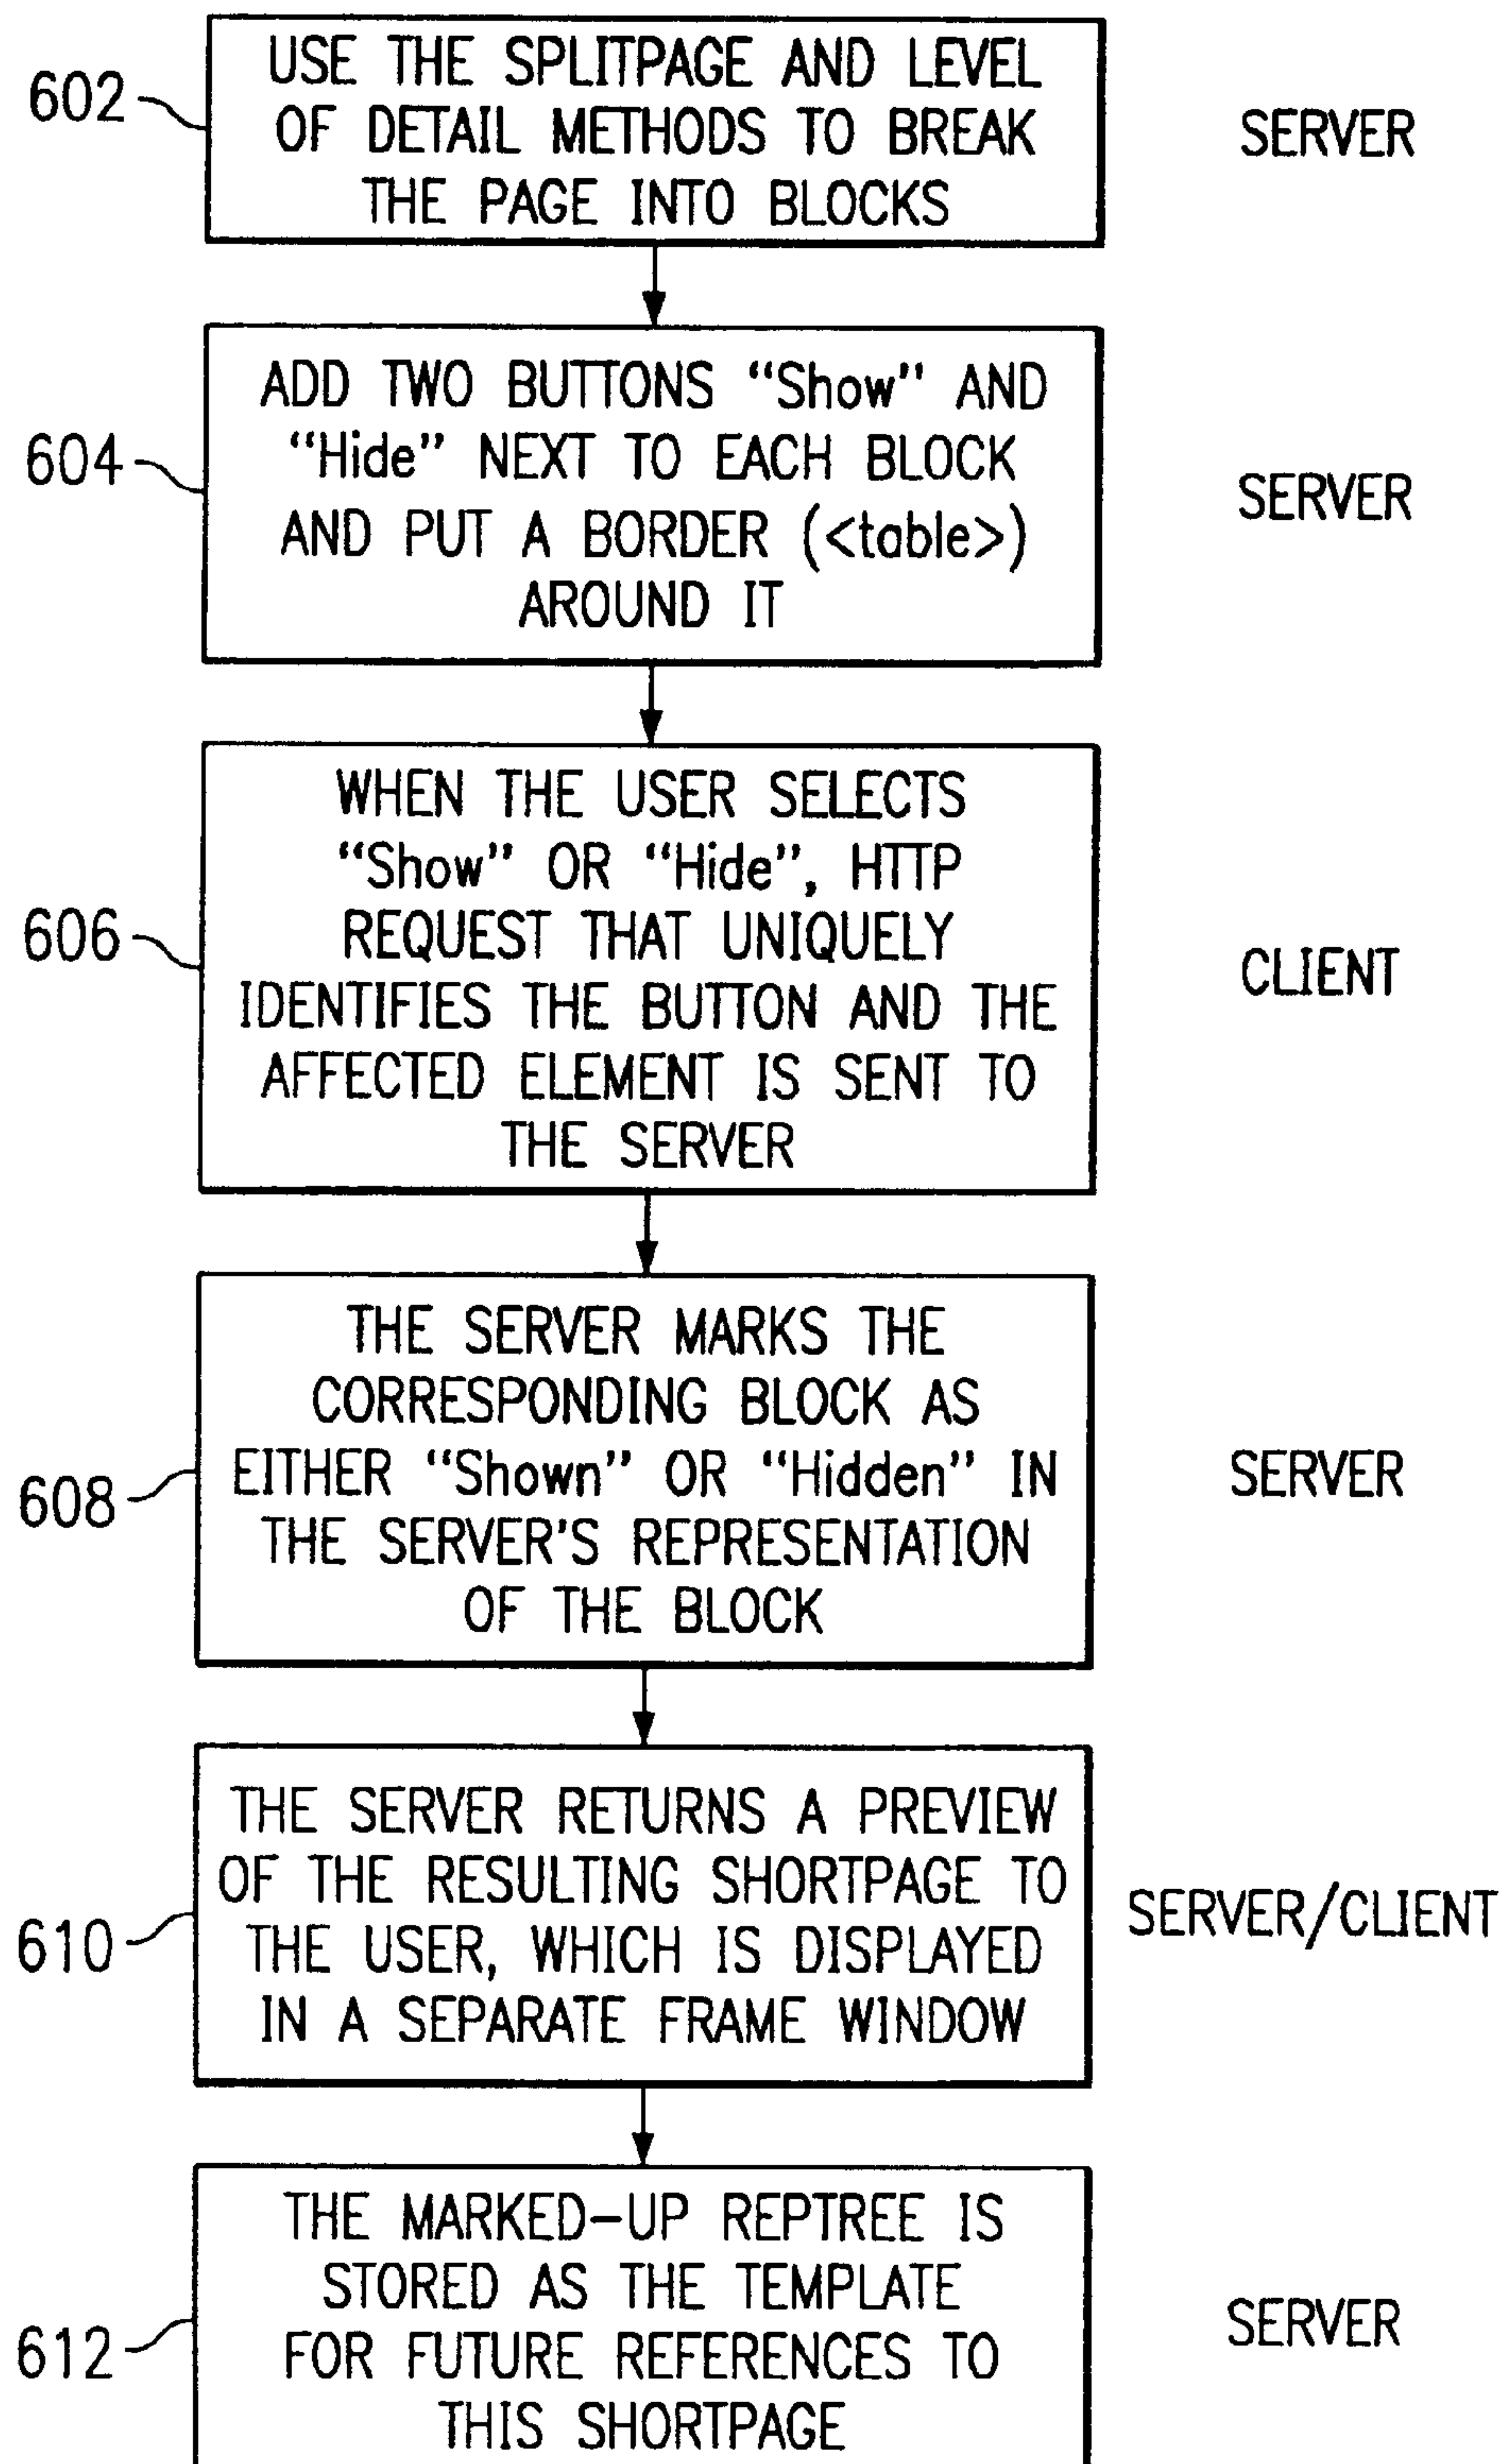 602
USE THE SPLITPAGE AND LEVEL
OF DETAIL METHODS TO BREAK
THE PAGE INTO BLOCKS
SERVER
604
ADD TWO BUTTONS “Show” AND
“Hide” NEXT TO EACH BLOCK
AND PUT A BORDER (<table>)
AROUND IT
SERVER
606
WHEN THE USER SELECTS
“Show” OR “Hide”, HTTP
REQUEST THAT UNIQUELY
IDENTIFIES THE BUTTON AND THE
AFFECTED ELEMENT IS SENT TO
THE SERVER
CLIENT
608
THE SERVER MARKS THE
CORRESPONDING BLOCK AS
EITHER “Shown” OR “Hidden” IN
THE SERVER'S REPRESENTATION
OF THE BLOCK
SERVER
610
THE SERVER RETURNS A PREVIEW
OF THE RESULTING SHORTPAGE TO
THE USER, WHICH IS DISPLAYED
IN A SEPARATE FRAME WINDOW
SERVER/CLIENT
612
THE MARKED-UP REPTREE IS
STORED AS THE TEMPLATE
FOR FUTURE REFERENCES TO
THIS SHORTPAGE
SERVER